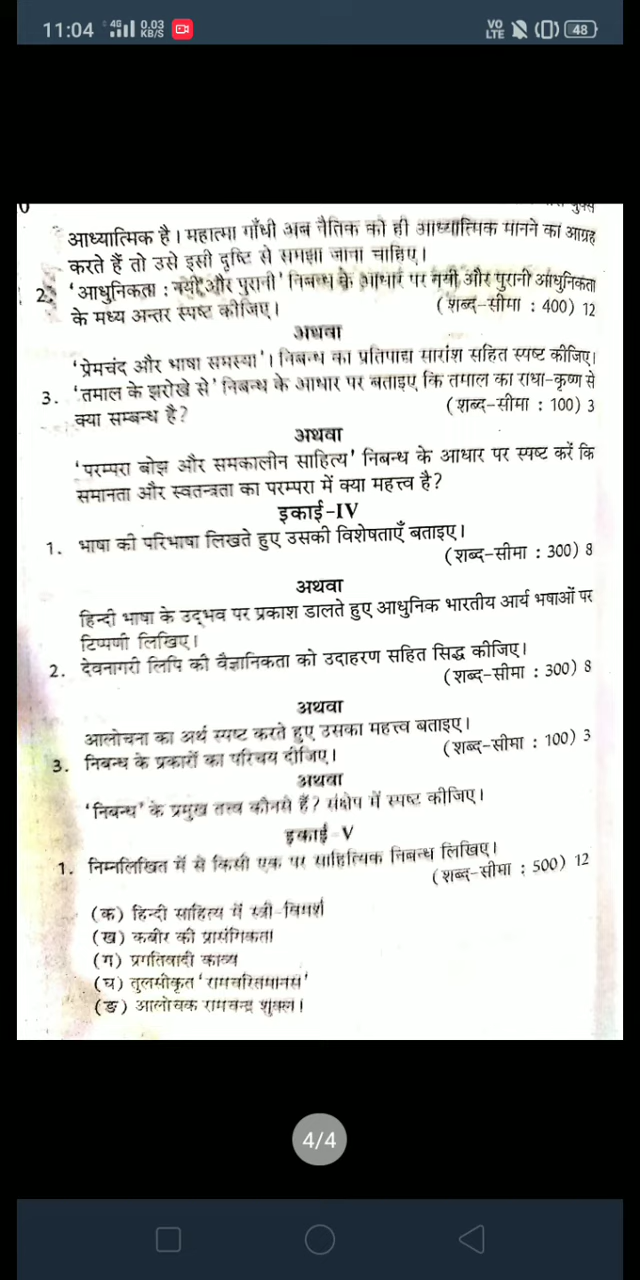 11:04 4G 0.03 KB/S VO LTE 48
आध्यात्मिक है। महात्मा गाँधी अब नैतिक को ही आध्यात्मिक मानने का आग्रह
करते हैं तो उसे इसी दृष्टि से समझा जाना चाहिए।
2. 'आधुनिकता : नयी और पुरानी' निबन्ध के आधार पर नयी और पुरानी आधुनिकता
के मध्य अन्तर स्पष्ट कीजिए। (शब्द-सीमा : 400) 12
अथवा
'प्रेमचंद और भाषा समस्या'। निबन्ध का प्रतिपाद्य सारांश सहित स्पष्ट कीजिए।
3. 'तमाल के झरोखे से' निबन्ध के आधार पर बताइए कि तमाल का राधा-कृष्ण से
क्या सम्बन्ध है? (शब्द-सीमा : 100) 3
अथवा
'परम्परा बोझ और समकालीन साहित्य' निबन्ध के आधार पर स्पष्ट करें कि
समानता और स्वतन्त्रता का परम्परा में क्या महत्त्व है?
इकाई-IV
1. भाषा की परिभाषा लिखते हुए उसकी विशेषताएँ बताइए।
(शब्द-सीमा : 300) 8
अथवा
हिन्दी भाषा के उद्‌भव पर प्रकाश डालते हुए आधुनिक भारतीय आर्य भषाओं पर
टिप्पणी लिखिए।
2. देवनागरी लिपि की वैज्ञानिकता को उदाहरण सहित सिद्ध कीजिए।
(शब्द-सीमा : 300) 8
अथवा
आलोचना का अर्थ स्पष्ट करते हुए उसका महत्त्व बताइए।
3. निबन्ध के प्रकारों का परिचय दीजिए। (शब्द-सीमा : 100) 3
अथवा
'निबन्ध' के प्रमुख तत्त्व कौनसे हैं? संक्षेप में स्पष्ट कीजिए।
इकाई-V
1. निम्नलिखित में से किसी एक पर साहित्यिक निबन्ध लिखिए।
(शब्द-सीमा : 500) 12
(क) हिन्दी साहित्य में स्त्री-विमर्श
(ख) कबीर की प्रासंगिकता
(ग) प्रगतिवादी काव्य
(घ) तुलसीकृत 'रामचरितमानस'
(ङ) आलोचक रामचन्द्र शुक्ल।
4/4